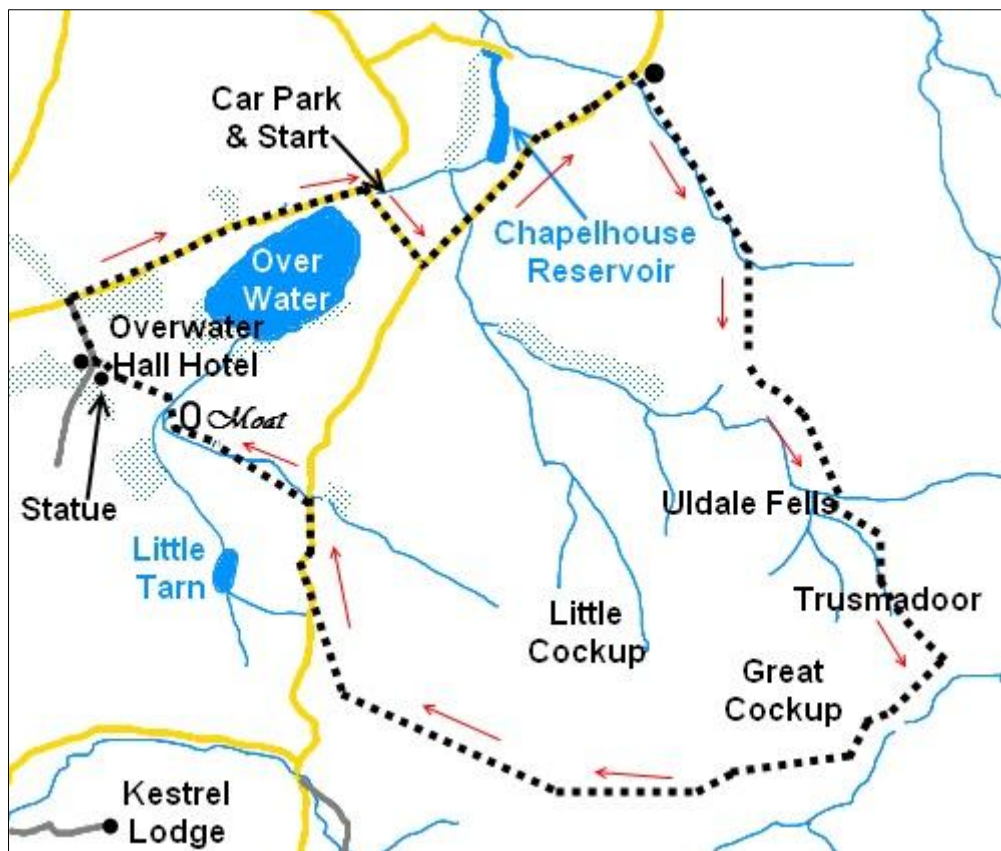 Car Park
& Start
Chapelhouse
Reservoir
Over
Water
Overwater
Hall Hotel
Moat
Statue
Uldale Fells
Little
Tarn
Trusmadoor
Little
Cockup
Great
Cockup
Kestrel
Lodge